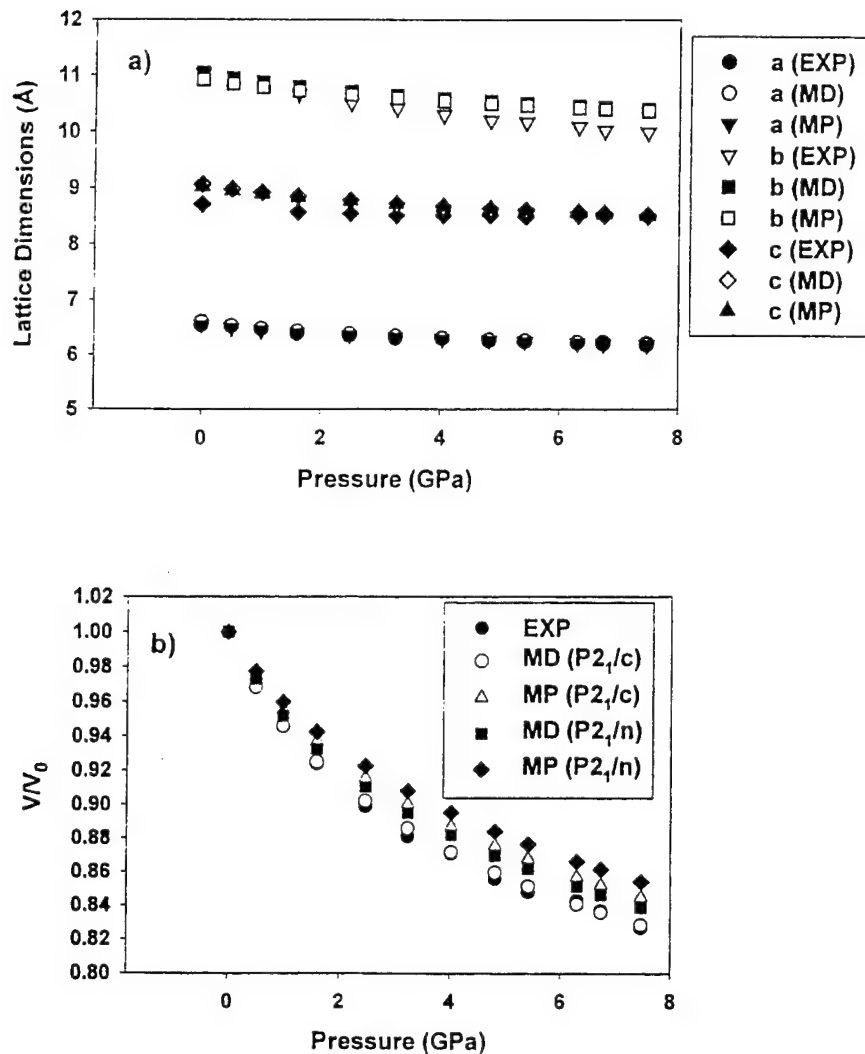 a)
12
11
10
9
8
7
6
5
Lattice Dimensions (Å)
0 2 4 6 8
Pressure (GPa)
a (EXP)
a (MD)
a (MP)
b (EXP)
b (MD)
b (MP)
c (EXP)
c (MD)
c (MP)
b)
1.02
1.00
0.98
0.96
0.94
0.92
0.90
0.88
0.86
0.84
0.82
0.80
V/V₀
0 2 4 6 8
Pressure (GPa)
EXP
MD (P2₁/c)
MP (P2₁/c)
MD (P2₁/n)
MP (P2₁/n)